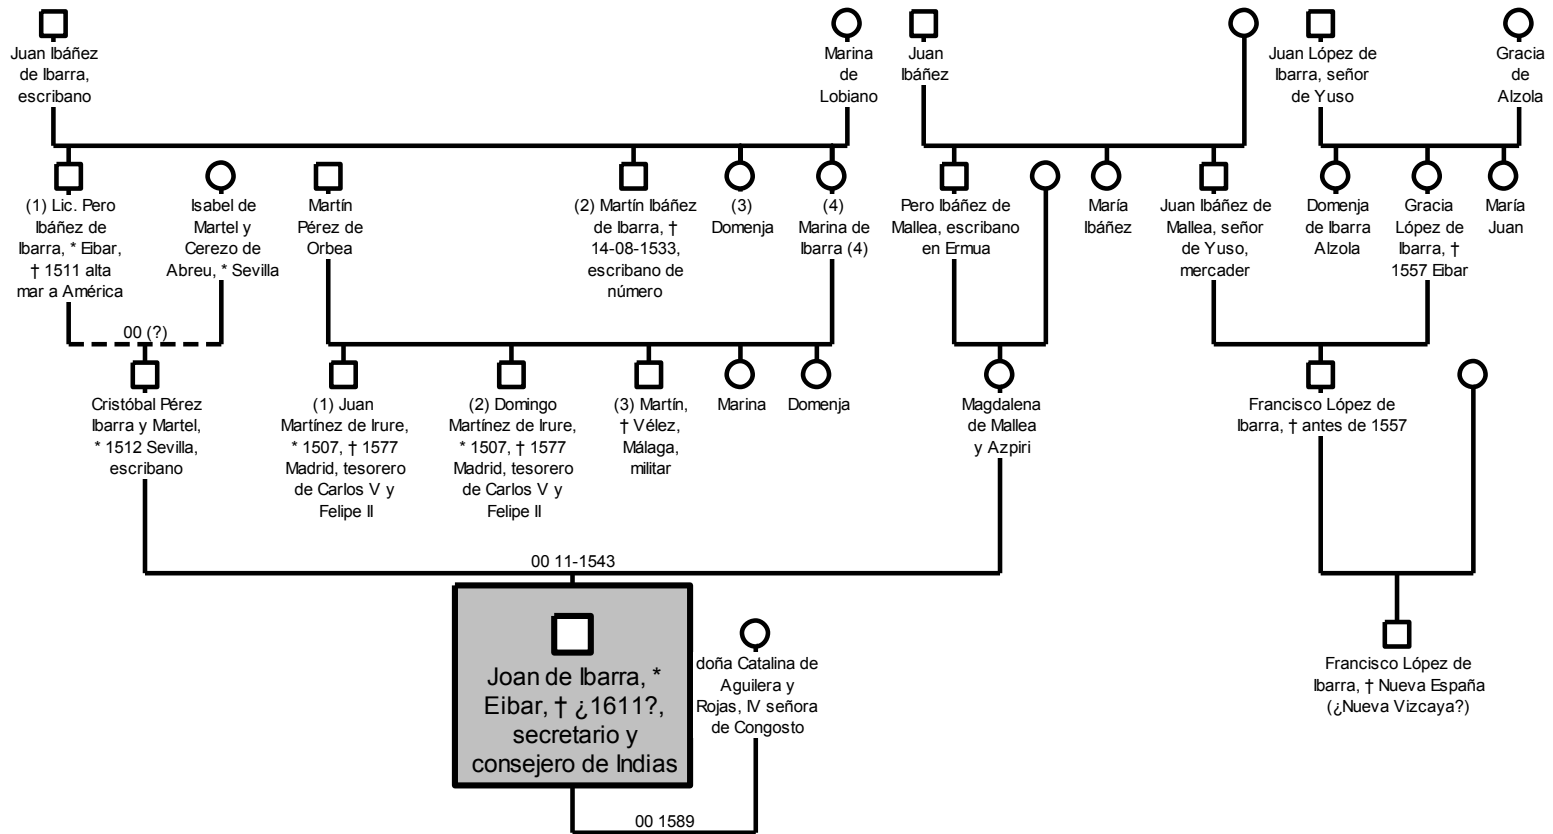 Juan Ibáñez
de Ibarra,
escribano
Marina
de
Lobiano
Juan
Ibáñez
Juan López de
Ibarra, señor
de Yuso
Gracia
de
Alzola
(1) Lic. Pero
Ibáñez de
Ibarra, * Eibar,
† 1511 alta
mar a América
Isabel de
Martel y
Cerezo de
Abreu, * Sevilla
Martín
Pérez de
Orbea
(2) Martín Ibáñez
de Ibarra, †
14-08-1533,
escribano de
número
(3)
Domenja
(4)
Marina de
Ibarra (4)
Pero Ibáñez de
Mallea, escribano
en Ermua
María
Ibáñez
Juan Ibáñez de
Mallea, señor
de Yuso,
mercader
Domenja
de Ibarra
Alzola
Gracia
López de
Ibarra, †
1557 Eibar
María
Juan
00 (?)
Cristóbal Pérez
Ibarra y Martel,
* 1512 Sevilla,
escribano
(1) Juan
Martínez de Irure,
* 1507, † 1577
Madrid, tesorero
de Carlos V y
Felipe II
(2) Domingo
Martínez de Irure,
* 1507, † 1577
Madrid, tesorero
de Carlos V y
Felipe II
(3) Martín,
† Vélez,
Málaga,
militar
Marina
Domenja
Magdalena
de Mallea
y Azpiri
Francisco López de
Ibarra, † antes de 1557
00 11-1543
Joan de Ibarra, *
Eibar, † ¿1611?,
secretario y
consejero de Indias
doña Catalina de
Aguilera y
Rojas, IV señora
de Congosto
Francisco López de
Ibarra, † Nueva España
(¿Nueva Vizcaya?)
00 1589